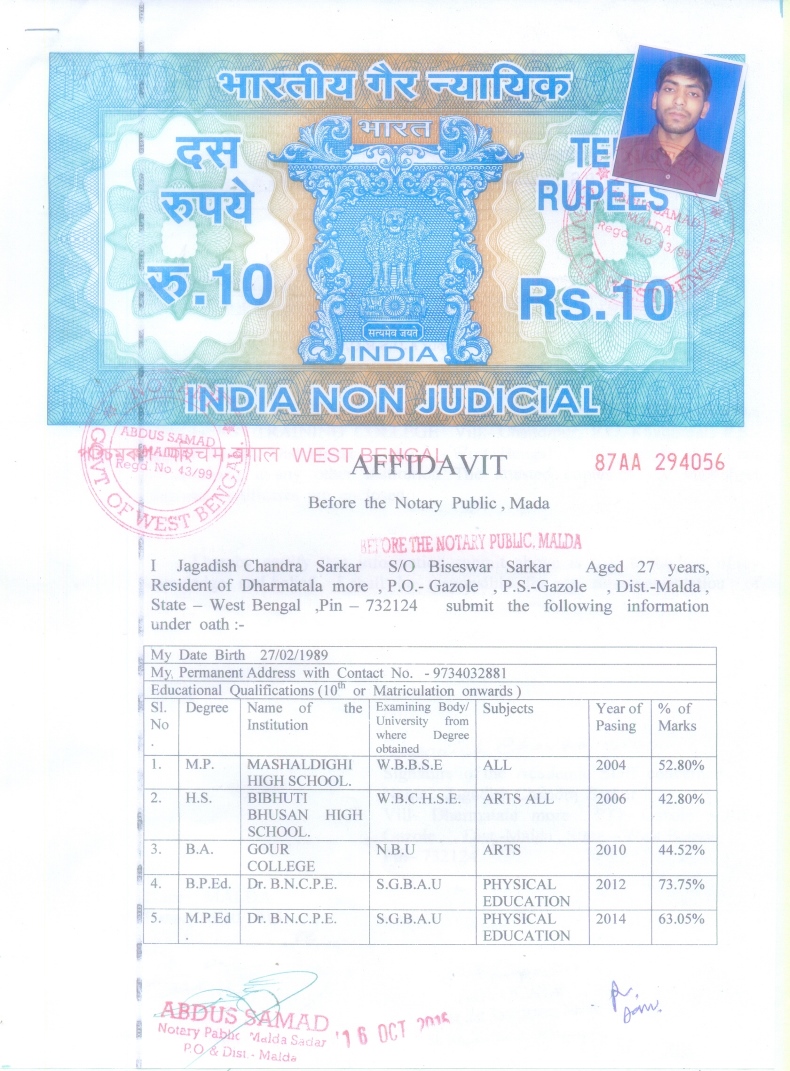 भारतीय गैर न्यायिक
भारत
दस
रुपये
रु.10
RUPEES
Rs.10
सत्यमेव जयते
INDIA
INDIA NON JUDICIAL
ABDUS SAMAD
MALDA
Regd. No. 43/99
GOVT. OF WEST BENGAL
WEST BENGAL
87AA 294056
AFFIDAVIT
Before the Notary Public , Mada
BEFORE THE NOTARY PUBLIC. MALDA
I Jagadish Chandra Sarkar S/O Biseswar Sarkar Aged 27 years,
Resident of Dharmatala more , P.O.- Gazole , P.S.-Gazole , Dist.-Malda ,
State – West Bengal ,Pin – 732124 submit the following information
under oath :-
My Date Birth 27/02/1989
My, Permanent Address with Contact No. - 9734032881
Educational Qualifications (10th or Matriculation onwards )
Sl. No . Degree Name of the Institution Examining Body/ University from where Degree obtained Subjects Year of Pasing % of Marks
1. M.P. MASHALDIGHI HIGH SCHOOL. W.B.B.S.E ALL 2004 52.80%
2. H.S. BIBHUTI BHUSAN HIGH SCHOOL. W.B.C.H.S.E. ARTS ALL 2006 42.80%
3. B.A. GOUR COLLEGE N.B.U ARTS 2010 44.52%
4. B.P.Ed. Dr. B.N.C.P.E. S.G.B.A.U PHYSICAL EDUCATION 2012 73.75%
5. M.P.Ed . Dr. B.N.C.P.E. S.G.B.A.U PHYSICAL EDUCATION 2014 63.05%
ABDUS SAMAD
Notary Public Malda Sadar
P.O. & Dist.- Malda
16 OCT